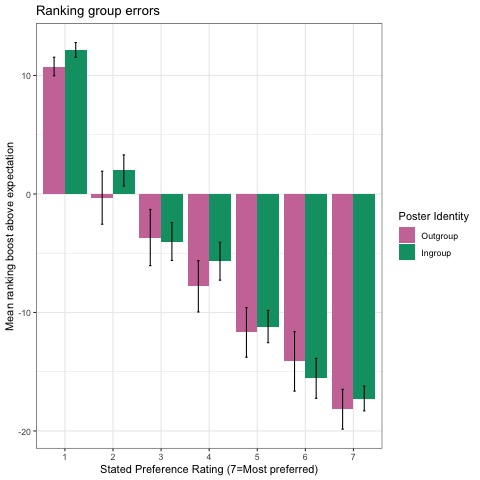 Ranking group errors
Mean ranking boost above expectation
10
0
-10
-20
1 2 3 4 5 6 7
Stated Preference Rating (7=Most preferred)
Poster Identity
Outgroup
Ingroup